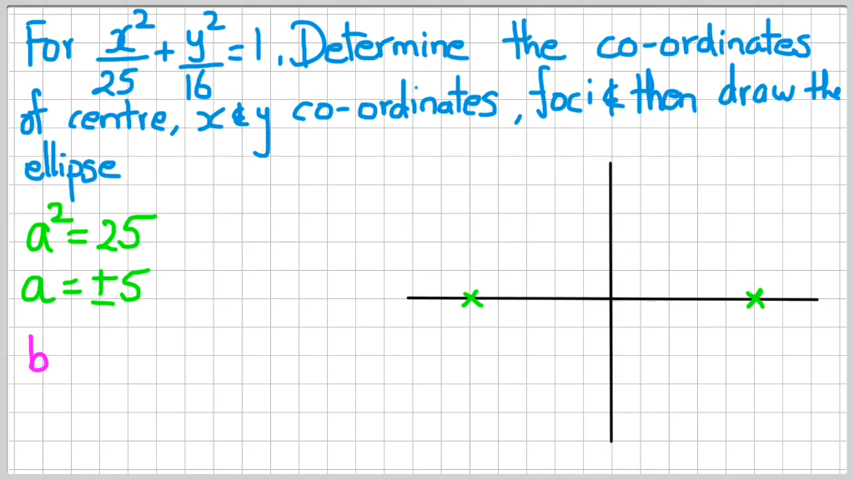 For x²/25 + y²/16 = 1, Determine the co-ordinates
of centre, x & y co-ordinates, foci & then draw the
ellipse
a² = 25
a = ±5
b